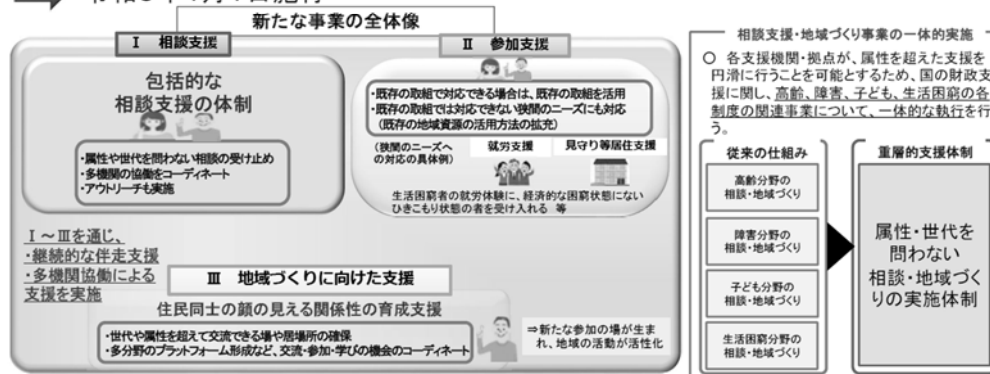 新たな事業の全体像
Ⅰ 相談支援
包括的な
相談支援の体制
・属性や世代を問わない相談の受け止め
・多機関の協働をコーディネート
・アウトリーチも実施
Ⅱ 参加支援
・既存の取組で対応できる場合は、既存の取組を活用
・既存の取組では対応できない狭間のニーズにも対応
(既存の地域資源の活用方法の拡充)
(狭間のニーズへ
の対応の具体例)
就労支援
見守り等居住支援
生活困窮者の就労体験に、経済的な困窮状態にない
ひきこもり状態の者を受け入れる 等
Ⅰ～Ⅲを通じ、
・継続的な伴走支援
・多機関協働による
支援を実施
Ⅲ 地域づくりに向けた支援
住民同士の顔の見える関係性の育成支援
・世代や属性を超えて交流できる場や居場所の確保
・多分野のプラットフォーム形成など、交流・参加・学びの機会のコーディネート
⇒新たな参加の場が生ま
れ、地域の活動が活性化
相談支援・地域づくり事業の一体的実施
○ 各支援機関・拠点が、属性を超えた支援を
円滑に行うことを可能とするため、国の財政支
援に関し、高齢、障害、子ども、生活困窮の各
制度の関連事業について、一体的な執行を行
う。
従来の仕組み
高齢分野の
相談・地域づくり
障害分野の
相談・地域づくり
子ども分野の
相談・地域づくり
生活困窮分野の
相談・地域づくり
重層的支援体制
属性・世代を
問わない
相談・地域づく
りの実施体制